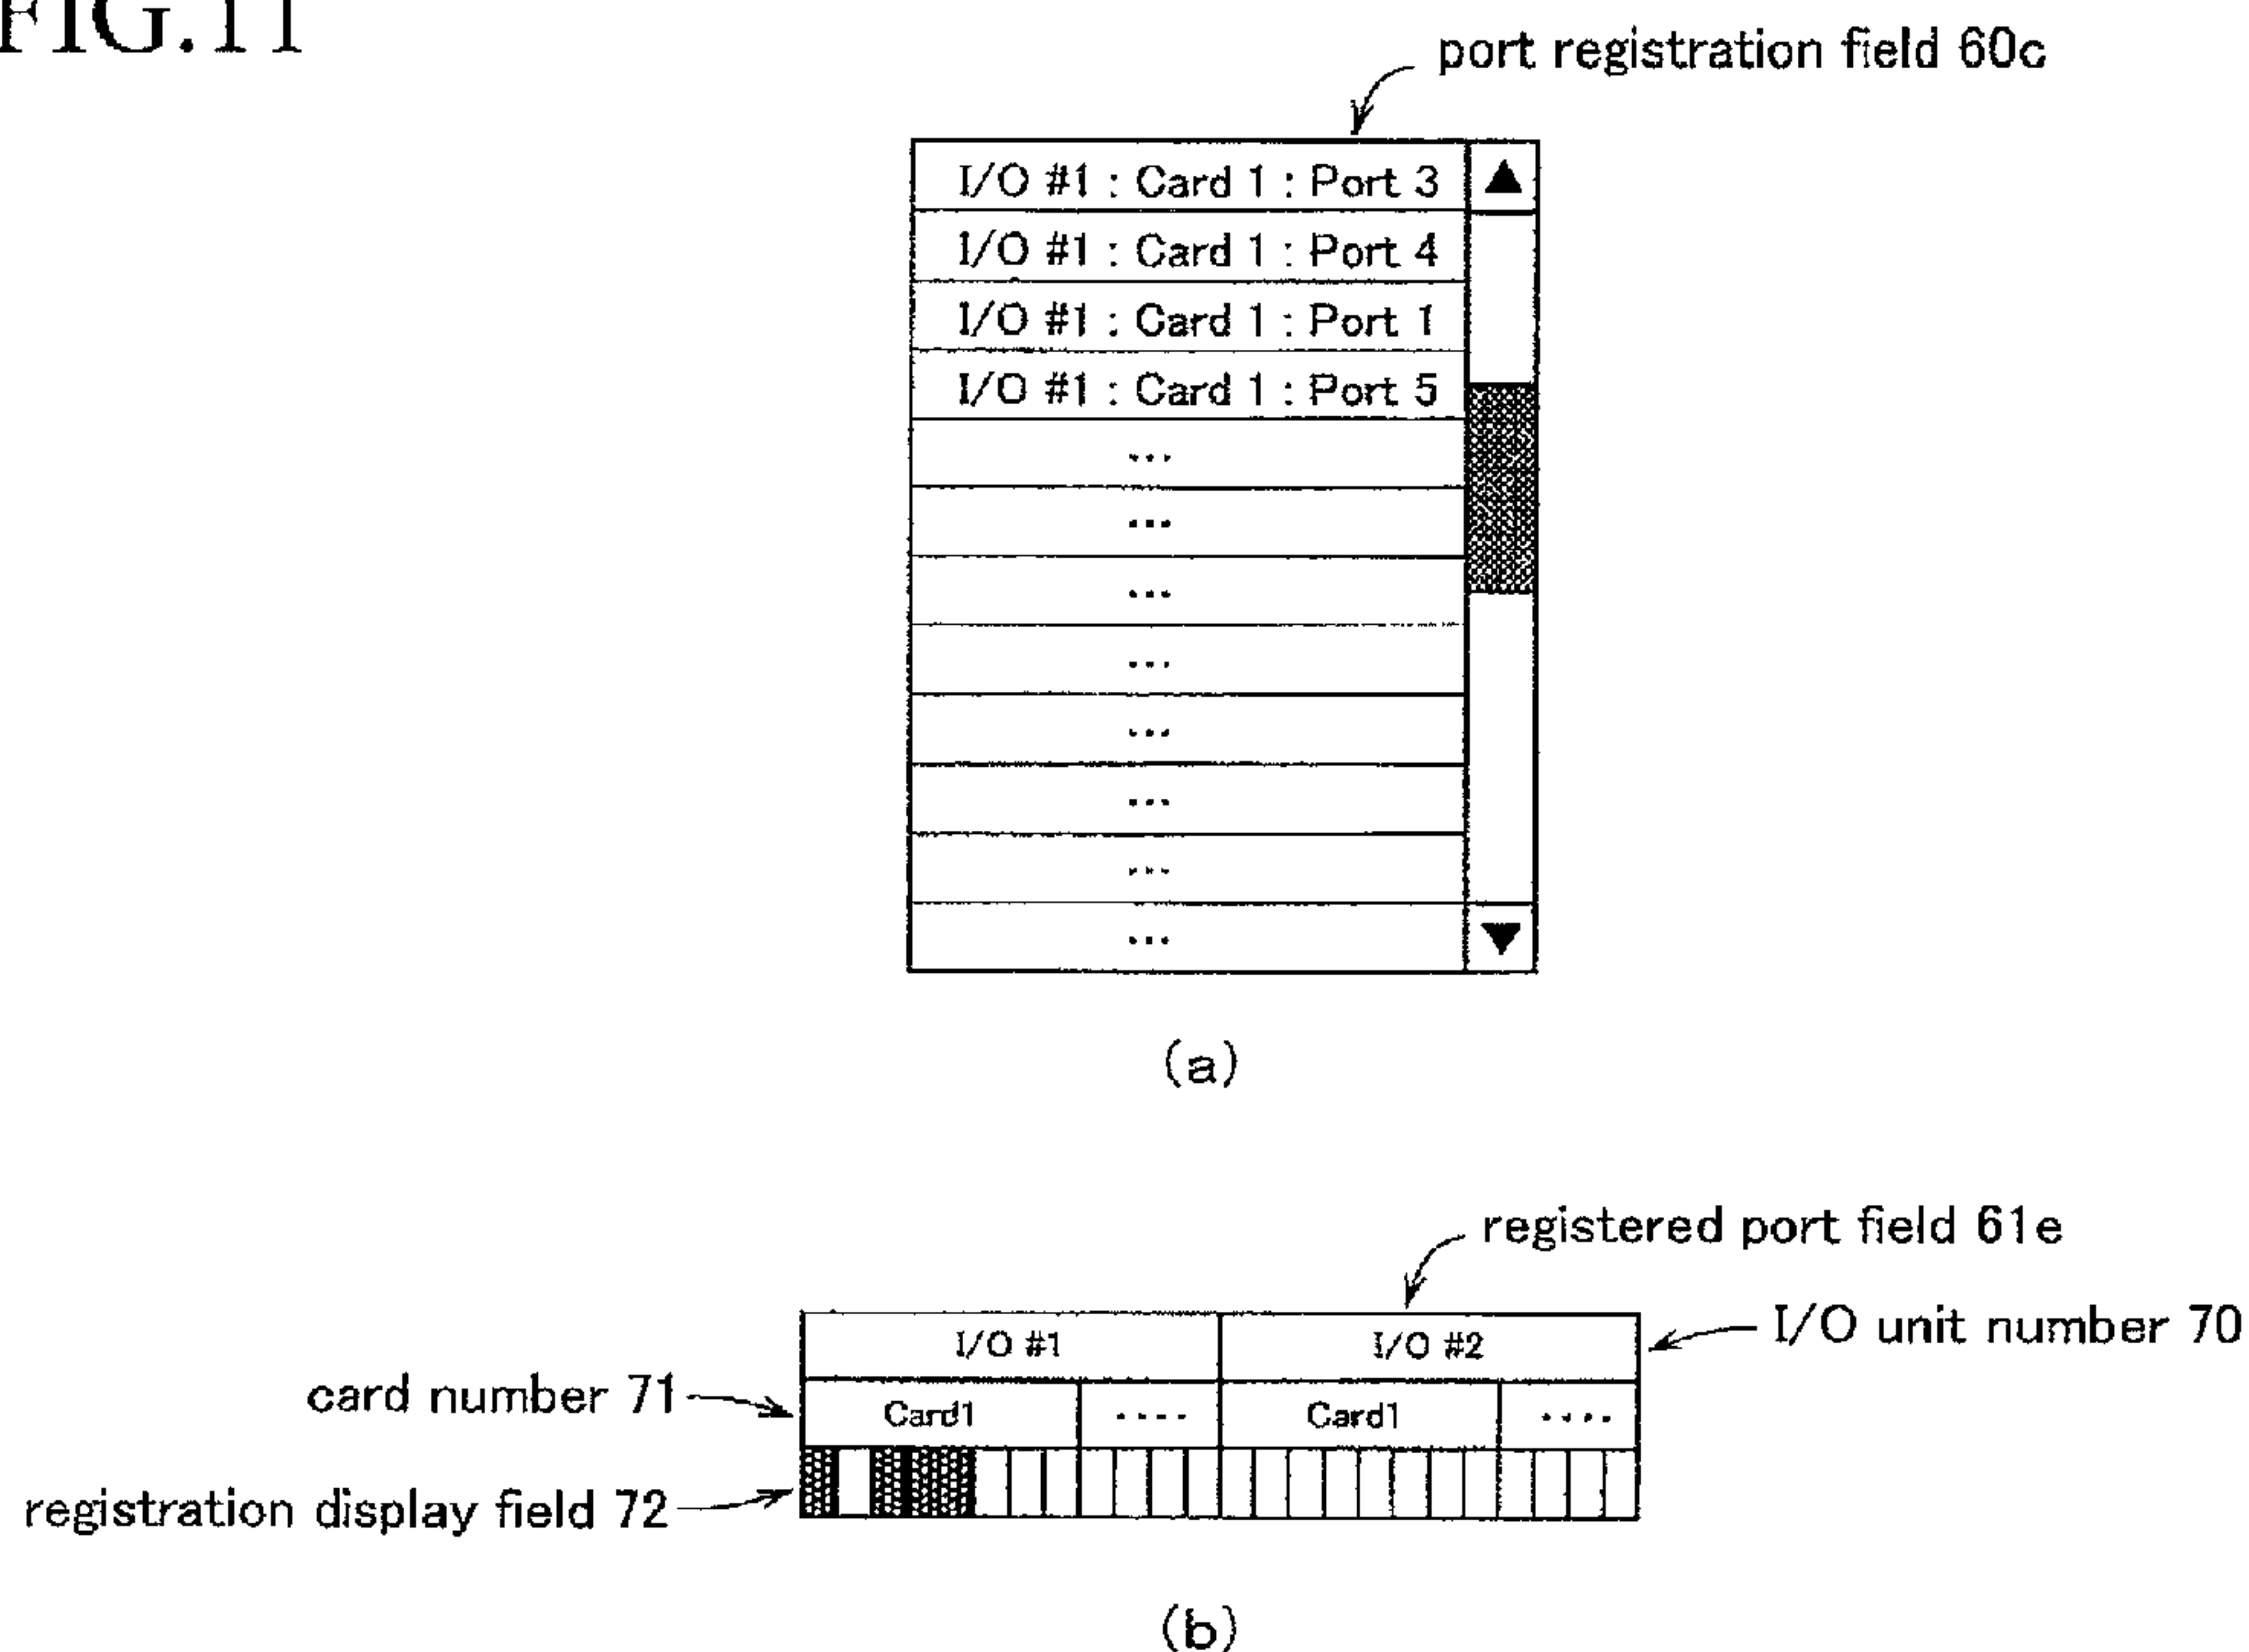 FIG.11
port registration field 60c
I/O #1 : Card 1 : Port 3
I/O #1 : Card 1 : Port 4
I/O #1 : Card 1 : Port 1
I/O #1 : Card 1 : Port 5
...
...
...
...
...
...
...
...
(a)
registered port field 61e
I/O #1 I/O #2
I/O unit number 70
card number 71
Card1 .... Card1 ....
registration display field 72
(b)